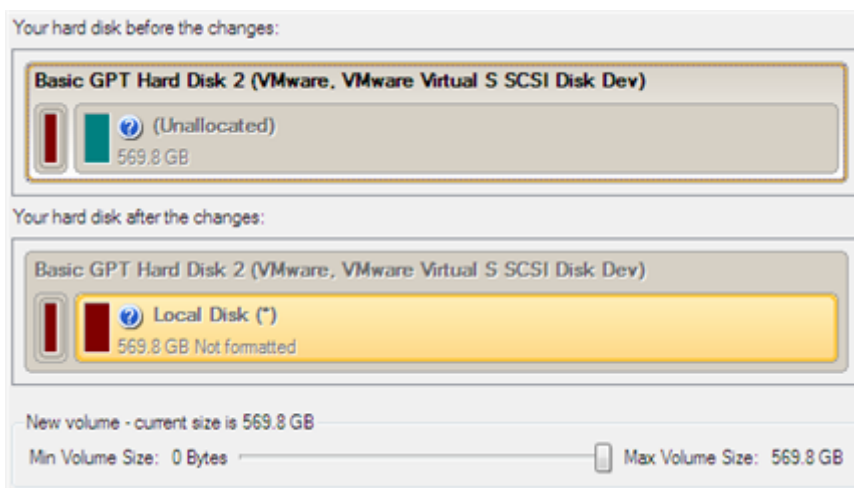 Your hard disk before the changes:
Basic GPT Hard Disk 2 (VMware, VMware Virtual S SCSI Disk Dev)
(Unallocated)
569.8 GB
Your hard disk after the changes:
Basic GPT Hard Disk 2 (VMware, VMware Virtual S SCSI Disk Dev)
Local Disk (*)
569.8 GB Not formatted
New volume - current size is 569.8 GB
Min Volume Size: 0 Bytes Max Volume Size: 569.8 GB